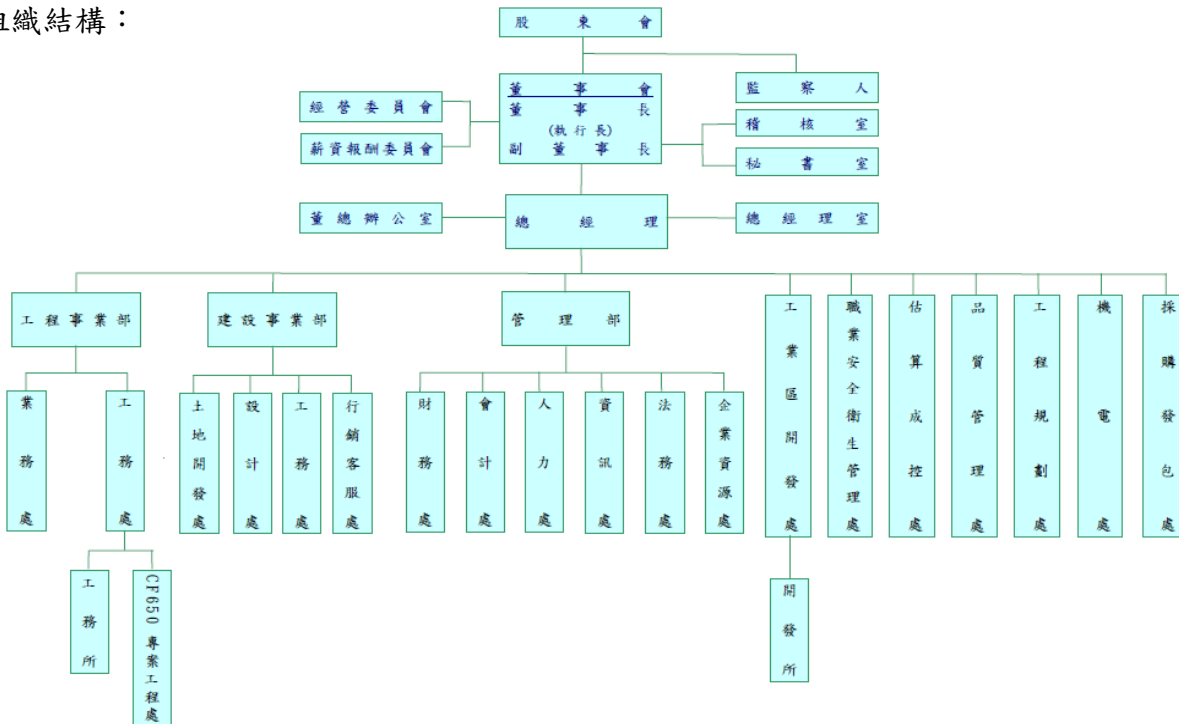 組織結構：
股東會
董事會
董事長
(執行長)
副董事長
監察人
經營委員會
稽核室
薪資報酬委員會
秘書室
董總辦公室
總經理
總經理室
工程事業部
建設事業部
管理部
工業區開發處
職業安全衛生管理處
估算成控處
品質管理處
工程規劃處
機電處
採購發包處
業務處
工務處
土地開發處
設計處
工務處
行銷客服處
財務處
會計處
人力處
資訊處
法務處
企業資源處
工務所
CF650專案工程處
開發所